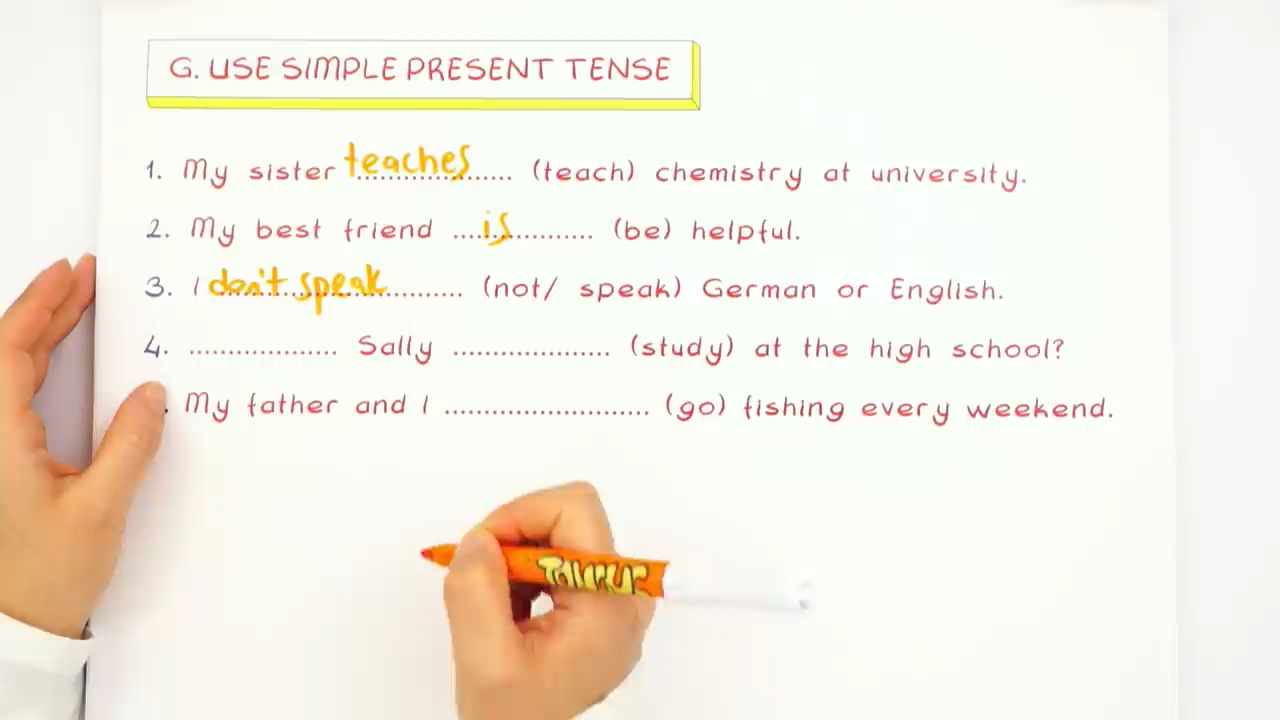 G. USE SIMPLE PRESENT TENSE
1. My sister teaches (teach) chemistry at university.
2. My best friend ....is............ (be) helpful.
3. I don't speak .......... (not/ speak) German or English.
4. ................... Sally .................... (study) at the high school?
. My father and I .......................... (go) fishing every weekend.